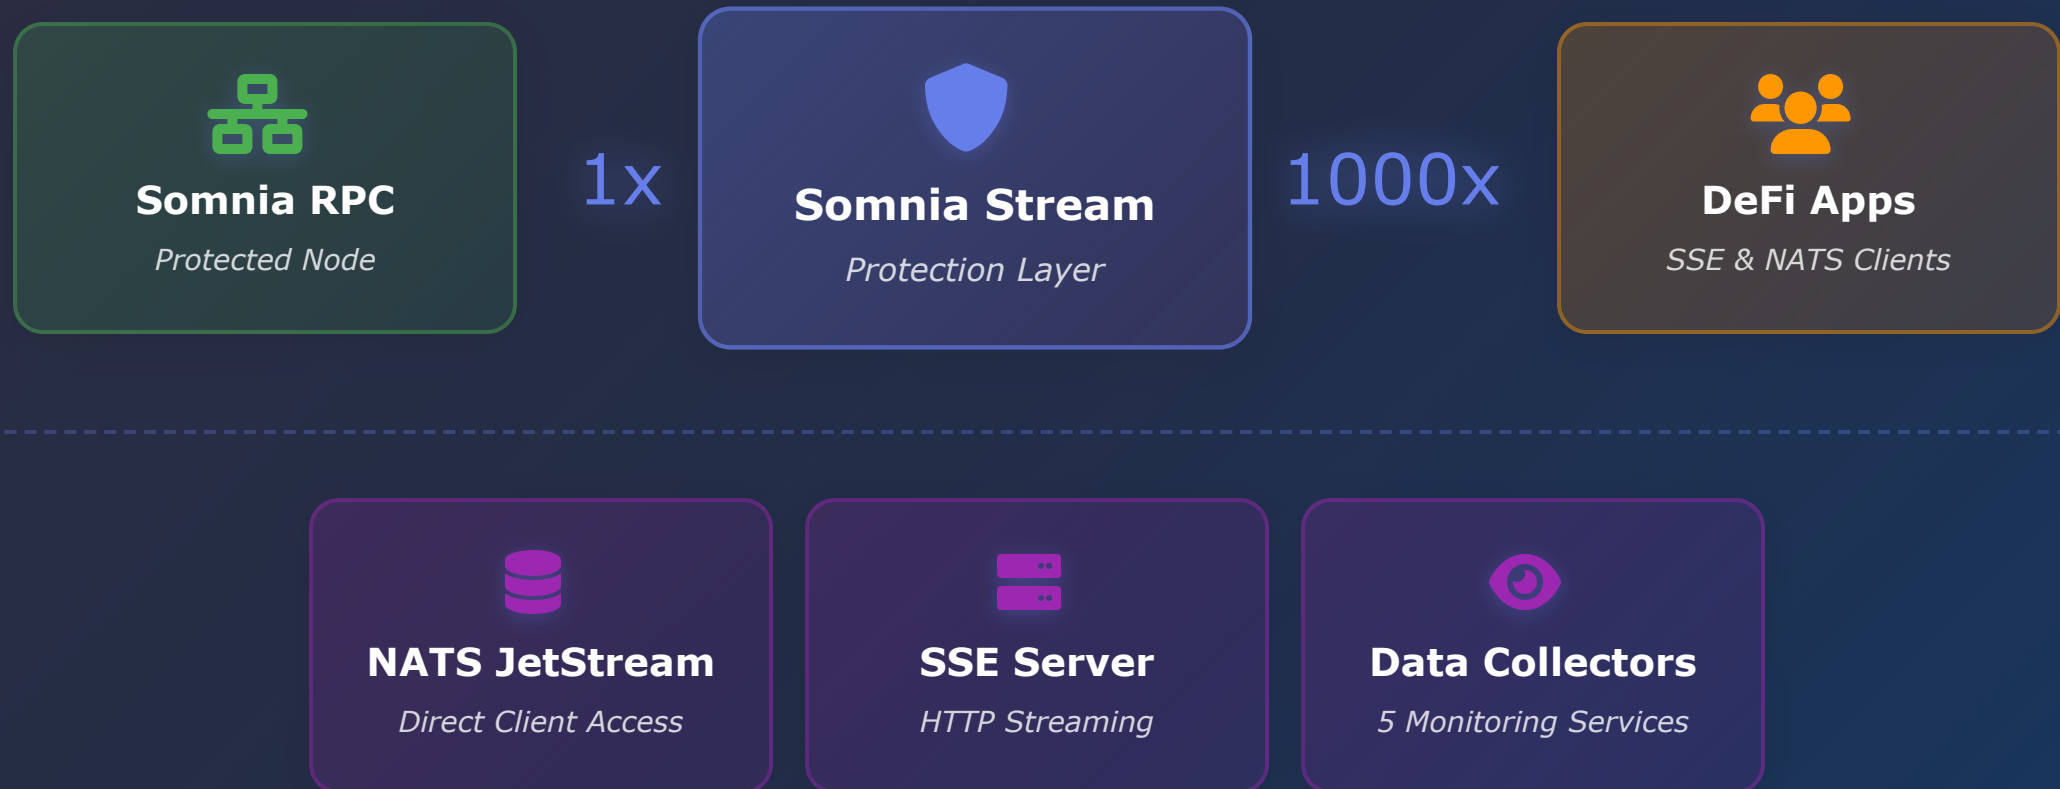 Somnia RPC
Protected Node
1x
Somnia Stream
Protection Layer
1000x
DeFi Apps
SSE & NATS Clients
NATS JetStream
Direct Client Access
SSE Server
HTTP Streaming
Data Collectors
5 Monitoring Services